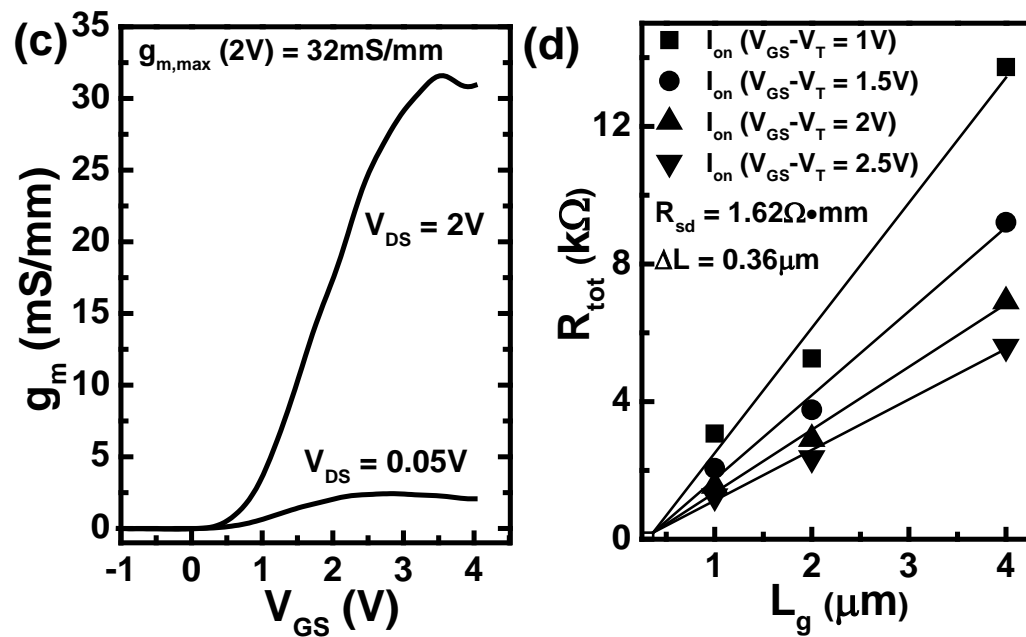 (c)
g_m,max (2V) = 32mS/mm
V_DS = 2V
V_DS = 0.05V
35
30
25
20
15
10
5
0
g_m (mS/mm)
-1 0 1 2 3 4
V_GS (V)
(d)
I_on (V_GS-V_T = 1V)
I_on (V_GS-V_T = 1.5V)
I_on (V_GS-V_T = 2V)
I_on (V_GS-V_T = 2.5V)
R_sd = 1.62Ω•mm
ΔL = 0.36μm
12
8
4
0
R_tot (kΩ)
1 2 3 4
L_g (μm)